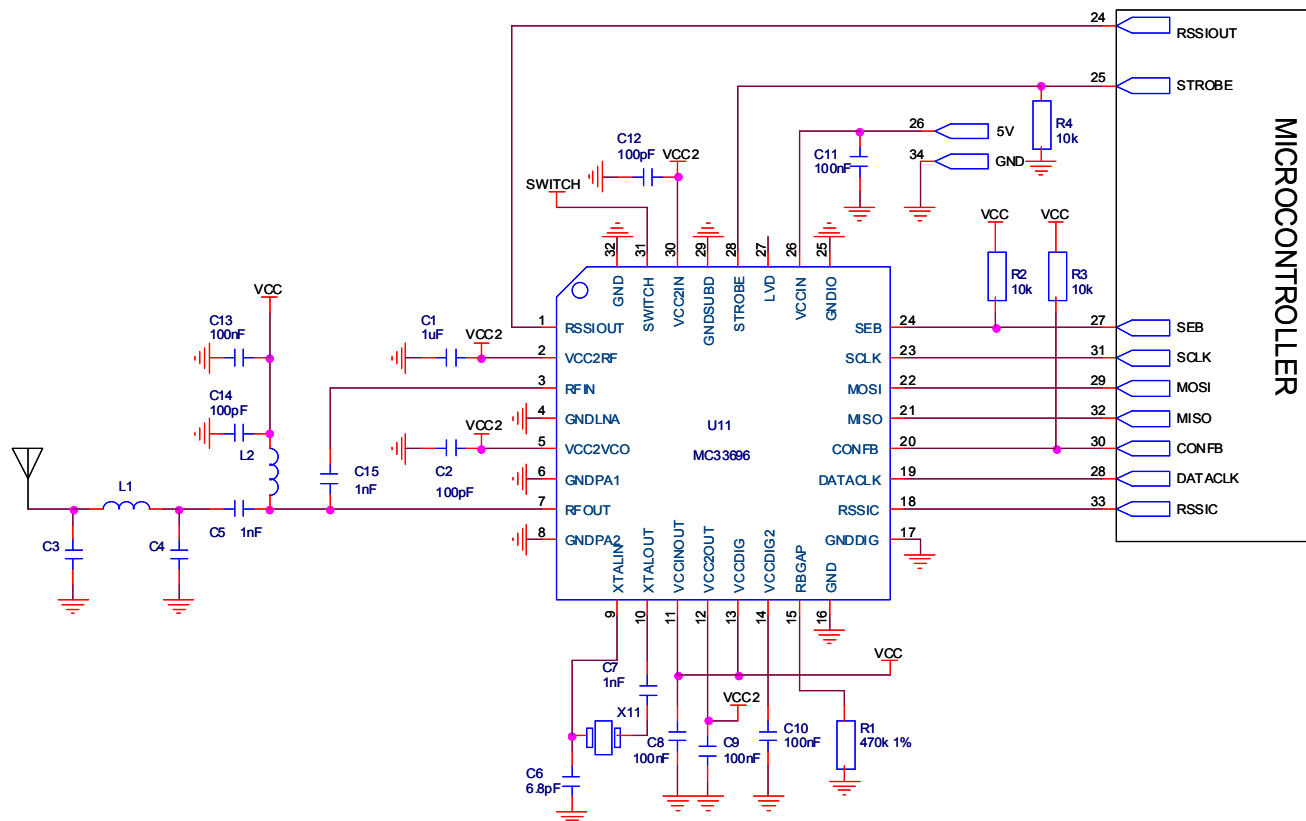 24
RSSIOUT
25
STROBE
R4
10k
MICROCONTROLLER
26
5V
34
GND
C11
100nF
C12
100pF
VCC2
SWITCH
32
31
30
29
28
27
26
25
GND
SWITCH
VCC2IN
GNDSUBD
STROBE
LVD
VCCIN
GNDIO
VCC
VCC
R2
10k
R3
10k
VCC
C13
100nF
C14
100pF
L2
C1
1uF
VCC2
VCC2
C2
100pF
C15
1nF
L1
C5
1nF
C3
C4
1
RSSIOUT
2
VCC2RF
3
RFIN
4
GNDLNA
5
VCC2VCO
6
GNDPA1
7
RFOUT
8
GNDPA2
U11
MC33696
SEB
24
27
SEB
SCLK
23
31
SCLK
MOSI
22
29
MOSI
MISO
21
32
MISO
CONFB
20
30
CONFB
DATACLK
19
28
DATACLK
RSSIC
18
33
RSSIC
GNDDIG
17
XTALIN
XTALOUT
VCCINOUT
VCC2OUT
VCCDIG
VCCDIG2
RBGAP
GND
9
10
11
12
13
14
15
16
C7
1nF
X11
C6
6.8pF
VCC
VCC2
C8
100nF
C9
100nF
C10
100nF
R1
470k 1%